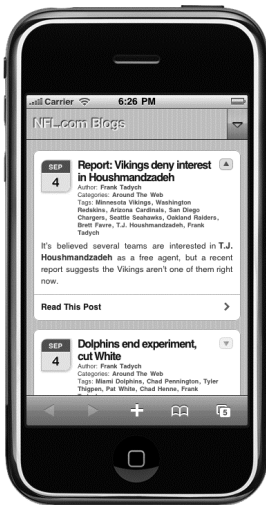 Carrier 6:26 PM
NFL.com Blogs
SEP
4
Report: Vikings deny interest
in Houshmandzadeh
Author: Frank Tadych
Categories: Around The Web
Tags: Minnesota Vikings, Washington
Redskins, Arizona Cardinals, San Diego
Chargers, Seattle Seahawks, Oakland Raiders,
Brett Favre, T.J. Houshmandzadeh, Frank
Tadych
It's believed several teams are interested in T.J.
Houshmandzadeh as a free agent, but a recent
report suggests the Vikings aren't one of them right
now.
Read This Post
SEP
4
Dolphins end experiment,
cut White
Author: Frank Tadych
Categories: Around The Web
Tags: Miami Dolphins, Chad Pennington, Tyler
Thigpen, Pat White, Chad Henne, Frank
5